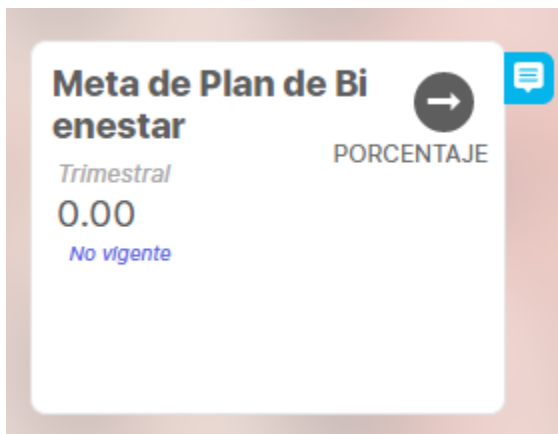 Meta de Plan de Bi
enestar
PORCENTAJE
Trimestral
0.00
No vigente